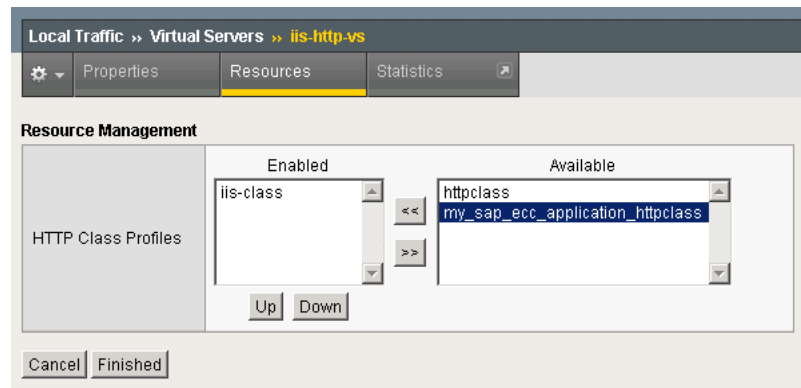 Local Traffic » Virtual Servers » iis-http-vs
Properties Resources Statistics
Resource Management
Enabled Available
iis-class << httpclass
my_sap_ecc_application_httpclass
HTTP Class Profiles >>
Up Down
Cancel Finished